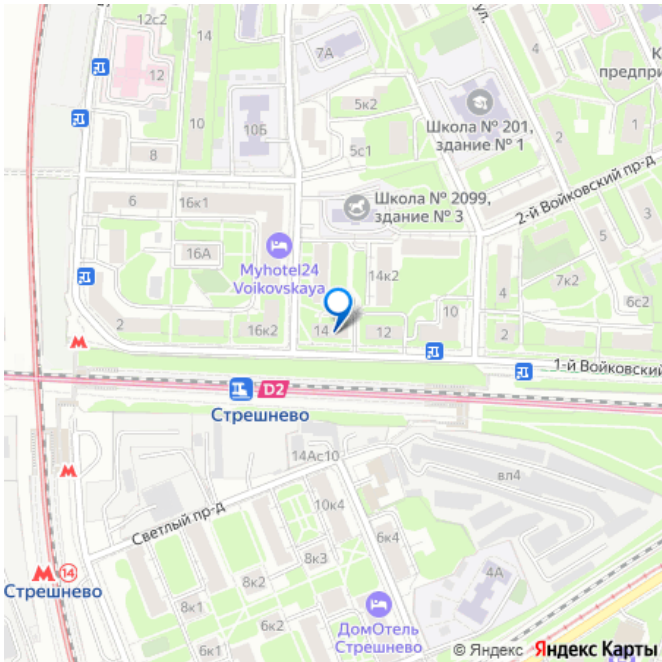 12с2
14
7А
ул.
4
12
10
10Б
5к2
Школа № 201,
здание № 1
2
предпри
8
5с1
2-й Войковский пр-д
6
16к1
Школа № 2099,
здание № 3
5
3
16А
Myhotel24
Voikovskaya
14к2
7к2
4
6с2
2
16к2
14
12
10
2
1-й Войковский
D2
Стрешнево
14Ас10
вл4
Светлый пр-д
10к4
6к4
8к3
14
Стрешнево
8к2
4А
8к1
6к2
ДомОтель
Стрешнево
6к1
© Яндекс Яндекс Карты